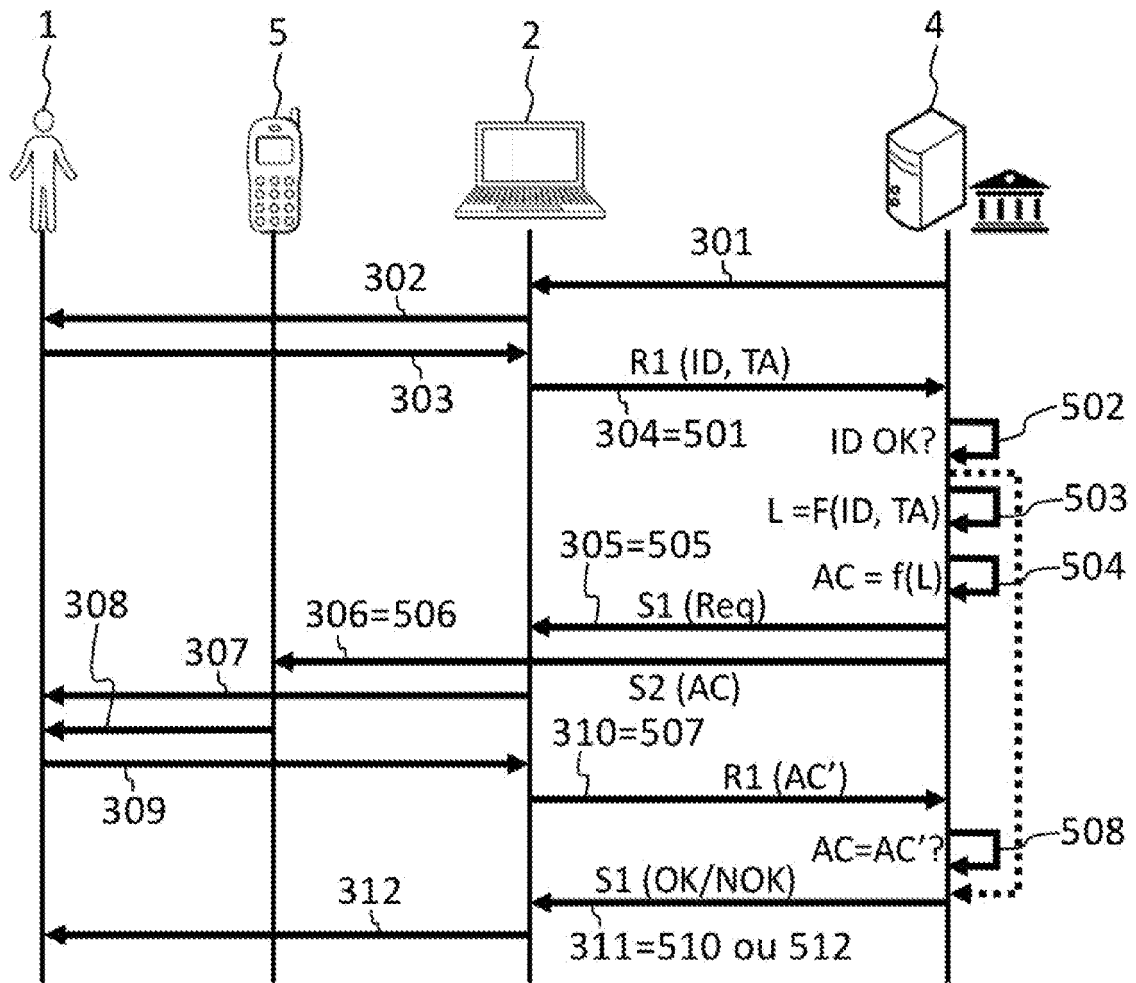 1
5
2
4
301
302
303
R1 (ID, TA)
304=501
502
ID OK?
L =F(ID, TA)
503
305=505
AC = f(L)
504
308
306=506
S1 (Req)
307
S2 (AC)
310=507
309
R1 (AC')
AC=AC'?
508
312
S1 (OK/NOK)
311=510 ou 512